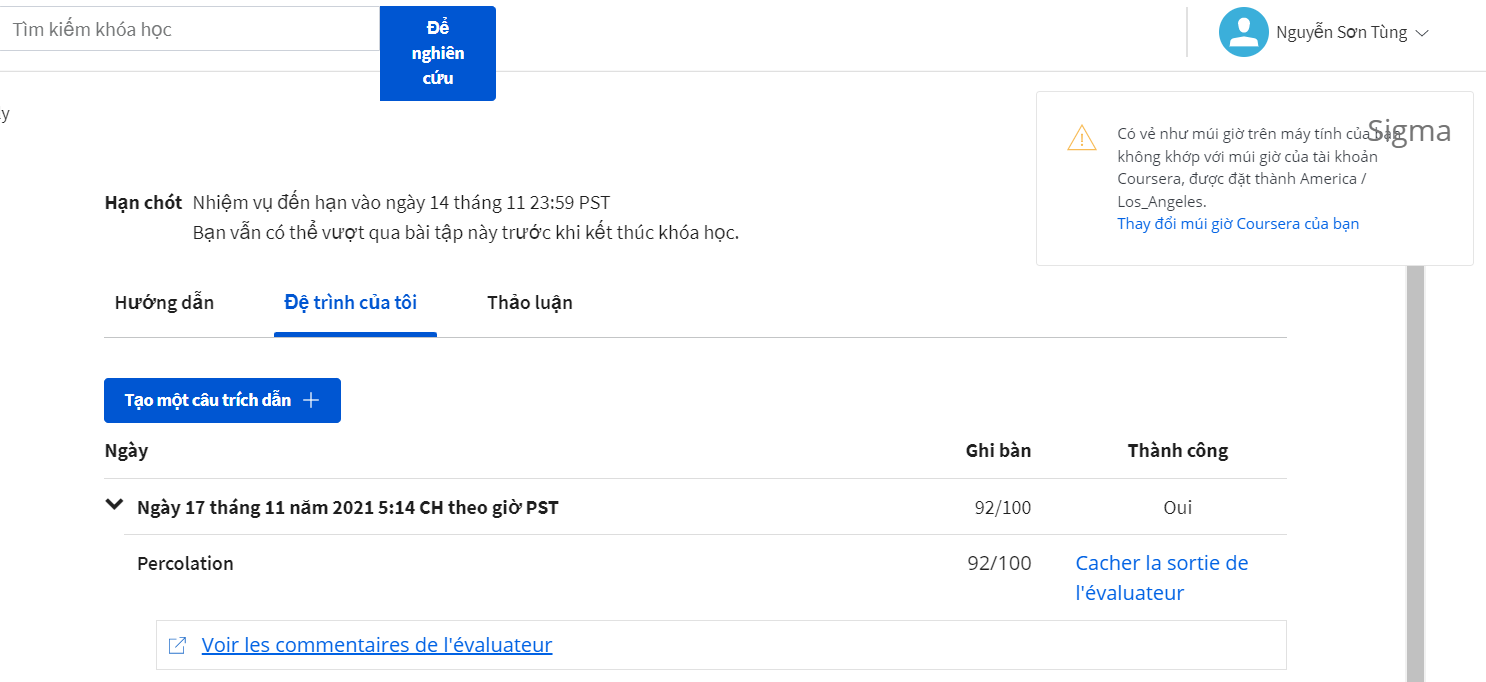 Tìm kiếm khóa học
Để
nghiên
cứu
Nguyễn Sơn Tùng
y
Sigma
Có vẻ như múi giờ trên máy tính của bạn
không khớp với múi giờ của tài khoản
Coursera, được đặt thành America /
Los_Angeles.
Thay đổi múi giờ Coursera của bạn
Hạn chót Nhiệm vụ đến hạn vào ngày 14 tháng 11 23:59 PST
Bạn vẫn có thể vượt qua bài tập này trước khi kết thúc khóa học.
Hướng dẫn Đệ trình của tôi Thảo luận
Tạo một câu trích dẫn
Ngày Ghi bàn Thành công
Ngày 17 tháng 11 năm 2021 5:14 CH theo giờ PST 92/100 Oui
Percolation 92/100 Cacher la sortie de
l'évaluateur
Voir les commentaires de l'évaluateur